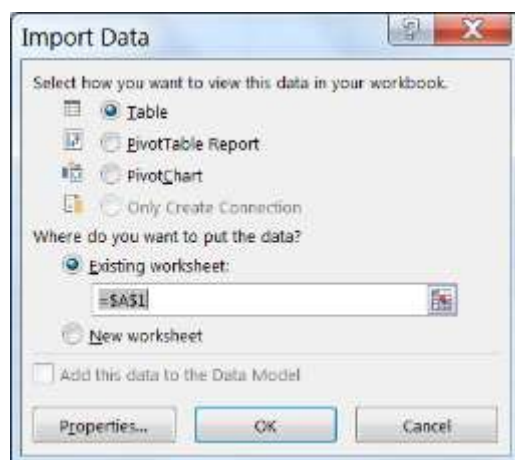 Import Data
Select how you want to view this data in your workbook.
Table
PivotTable Report
PivotChart
Only Create Connection
Where do you want to put the data?
Existing worksheet:
=$A$1
New worksheet
Add this data to the Data Model
Properties...
OK
Cancel